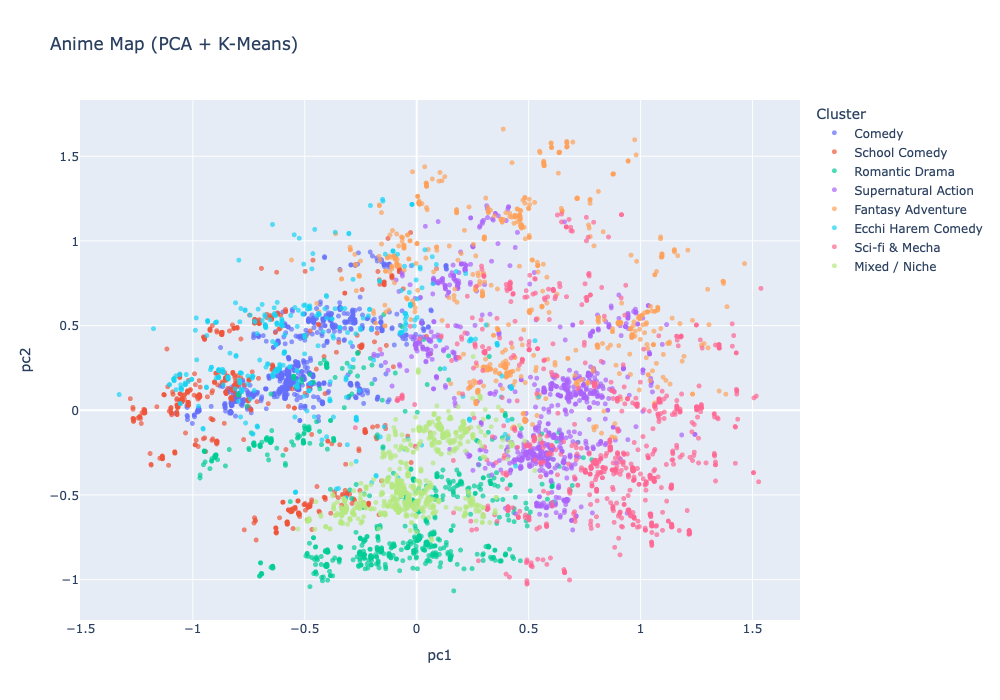 Anime Map (PCA + K-Means)
Cluster
Comedy
School Comedy
Romantic Drama
Supernatural Action
Fantasy Adventure
Ecchi Harem Comedy
Sci-fi & Mecha
Mixed / Niche
1.5
1
0.5
0
−0.5
−1
pc2
−1.5 −1 −0.5 0 0.5 1 1.5
pc1